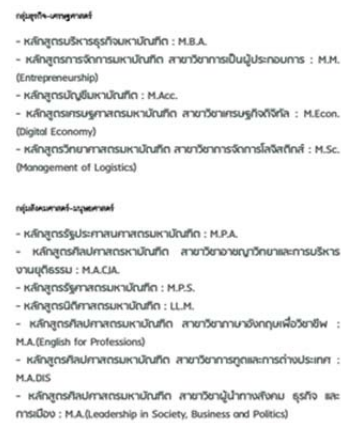 กลุ่มธุรกิจ-เศรษฐศาสตร์
- หลักสูตรบริหารธุรกิจมหาบัณฑิต : M.B.A.
- หลักสูตรการจัดการมหาบัณฑิต สาขาวิชาการเป็นผู้ประกอบการ : M.M.
(Entrepreneurship)
- หลักสูตรบัญชีมหาบัณฑิต : M.Acc.
- หลักสูตรเศรษฐศาสตรมหาบัณฑิต สาขาวิชาเศรษฐกิจดิจิทัล : M.Econ.
(Digital Economy)
- หลักสูตรวิทยาศาสตรมหาบัณฑิต สาขาวิชาการจัดการโลจิสติกส์ : M.Sc.
(Management of Logistics)
กลุ่มสังคมศาสตร์-มนุษยศาสตร์
- หลักสูตรรัฐประศาสนศาสตรมหาบัณฑิต : M.P.A.
- หลักสูตรศิลปศาสตรมหาบัณฑิต สาขาวิชาอาชญาวิทยาและการบริหาร
งานยุติธรรม : M.A.CJA.
- หลักสูตรรัฐศาสตรมหาบัณฑิต : M.P.S.
- หลักสูตรนิติศาสตรมหาบัณฑิต : LL.M.
- หลักสูตรศิลปศาสตรมหาบัณฑิต สาขาวิชาภาษาอังกฤษเพื่อวิชาชีพ :
M.A.(English for Professions)
- หลักสูตรศิลปศาสตรมหาบัณฑิต สาขาวิชาการทูตและการต่างประเทศ :
M.A.DIS
- หลักสูตรศิลปศาสตรมหาบัณฑิต สาขาวิชาผู้นำทางสังคม ธุรกิจ และ
การเมือง : M.A.(Leadership in Society, Business and Politics)